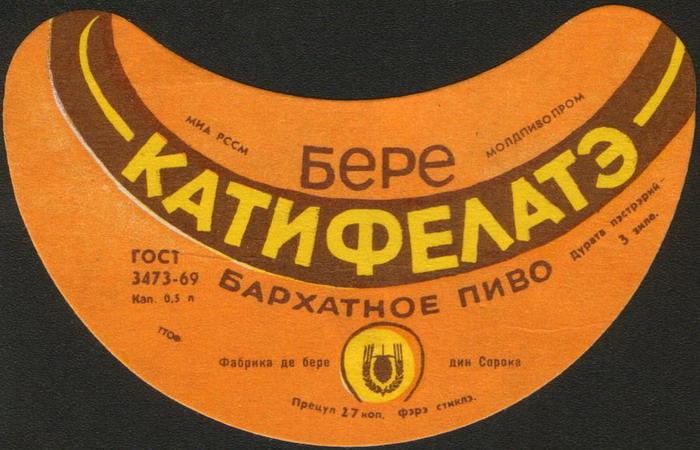 МИД РССМ
МОЛДПИВОПРОМ
Бере
КАТИФЕЛАТЭ
Дурата пэстрэрий -
3 зиле.
ГОСТ
3473-69
Кап. 0,5 л
БАРХАТНОЕ ПИВО
ТТОФ
Фабрика де бере дин Сорока
Прецул 27 коп. фэрэ стиклэ.